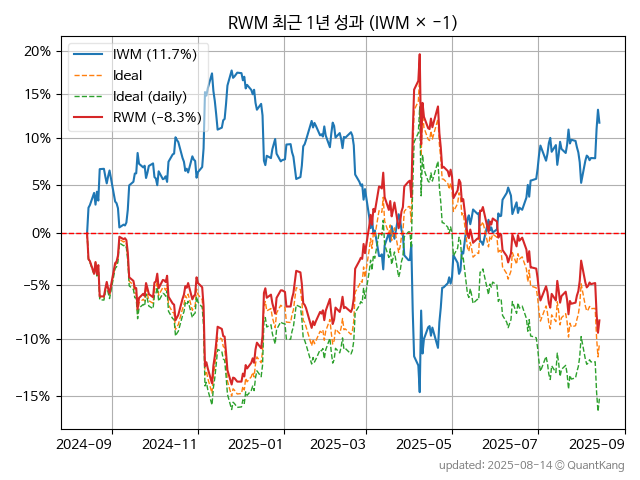 RWM 최근 1년 성과 (IWM × −1)
IWM (11.7%)
Ideal
Ideal (daily)
RWM (−8.3%)
20%
15%
10%
5%
0%
−5%
−10%
−15%
2024-09 2024-11 2025-01 2025-03 2025-05 2025-07 2025-09
updated: 2025-08-14 © QuantKang